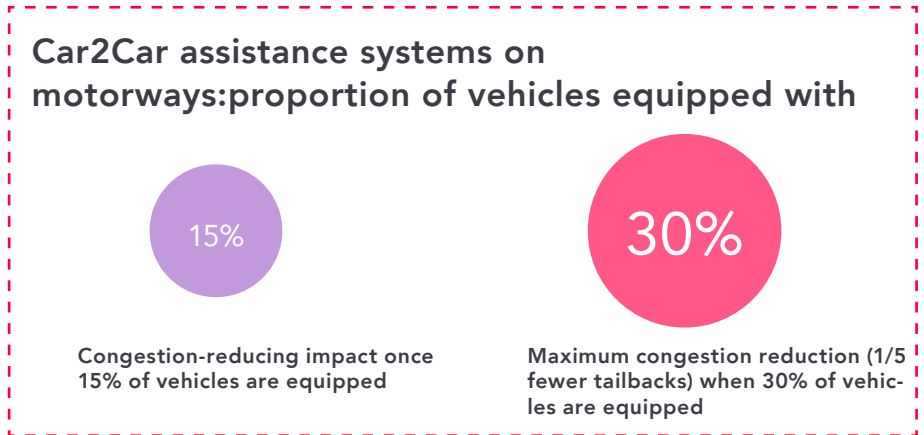 Car2Car assistance systems on
motorways:proportion of vehicles equipped with
15%
30%
Congestion-reducing impact once
15% of vehicles are equipped
Maximum congestion reduction (1/5
fewer tailbacks) when 30% of vehic-
les are equipped